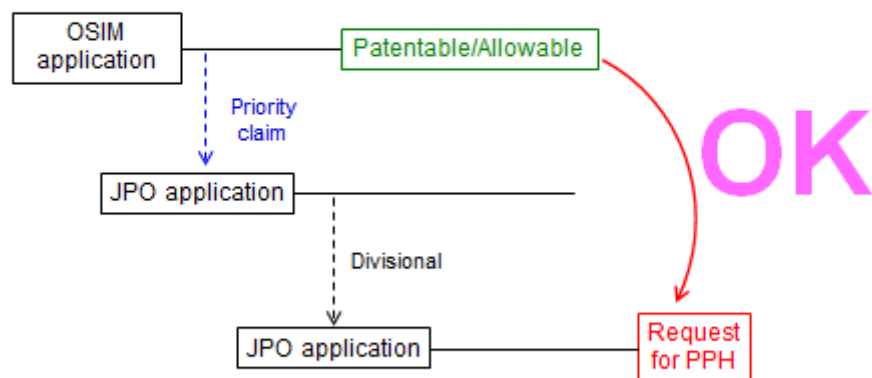 OSIM
application
Patentable/Allowable
Priority
claim
OK
JPO application
Divisional
JPO application
Request
for PPH